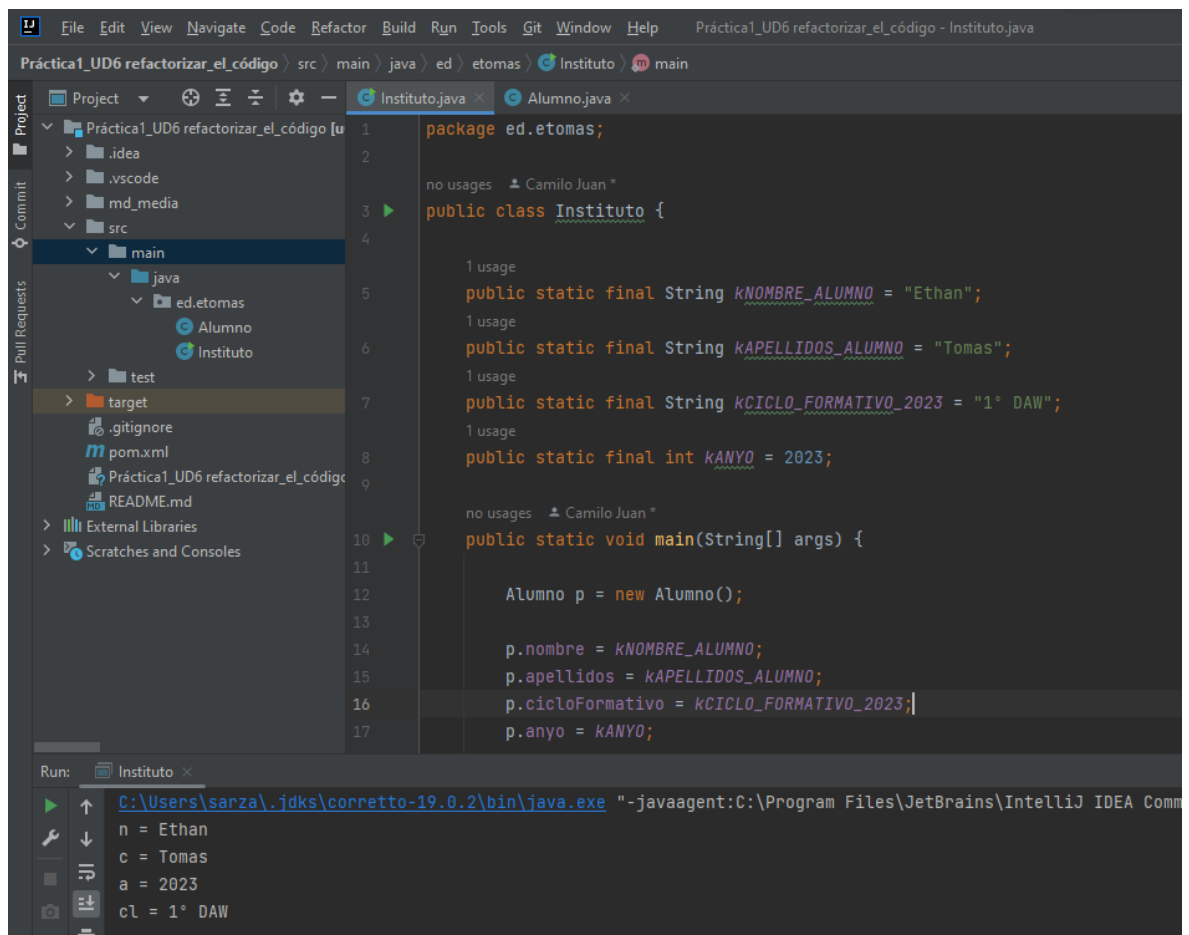 File Edit View Navigate Code Refactor Build Run Tools Git Window Help Práctica1_UD6 refactorizar_el_código - Instituto.java
Práctica1_UD6 refactorizar_el_código src main java ed etomas Instituto main
Project
Instituto.java Alumno.java
Project
Commit
Pull Requests
Práctica1_UD6 refactorizar_el_código [u
.idea
.vscode
md_media
src
main
java
ed.etomas
Alumno
Instituto
test
target
.gitignore
pom.xml
Práctica1_UD6 refactorizar_el_códigc
README.md
External Libraries
Scratches and Consoles
1 package ed.etomas;
2
no usages Camilo Juan *
3 public class Instituto {
4
1 usage
5 public static final String kNOMBRE_ALUMNO = "Ethan";
1 usage
6 public static final String kAPELLIDOS_ALUMNO = "Tomas";
1 usage
7 public static final String kCICLO_FORMATIVO_2023 = "1° DAW";
1 usage
8 public static final int kANYO = 2023;
9
no usages Camilo Juan *
10 public static void main(String[] args) {
11
12 Alumno p = new Alumno();
13
14 p.nombre = kNOMBRE_ALUMNO;
15 p.apellidos = kAPELLIDOS_ALUMNO;
16 p.cicloFormativo = kCICLO_FORMATIVO_2023;
17 p.anyo = kANYO;
Run: Instituto
C:\Users\sarza\.jdks\corretto-19.0.2\bin\java.exe "-javaagent:C:\Program Files\JetBrains\IntelliJ IDEA Comm
n = Ethan
c = Tomas
a = 2023
cl = 1° DAW